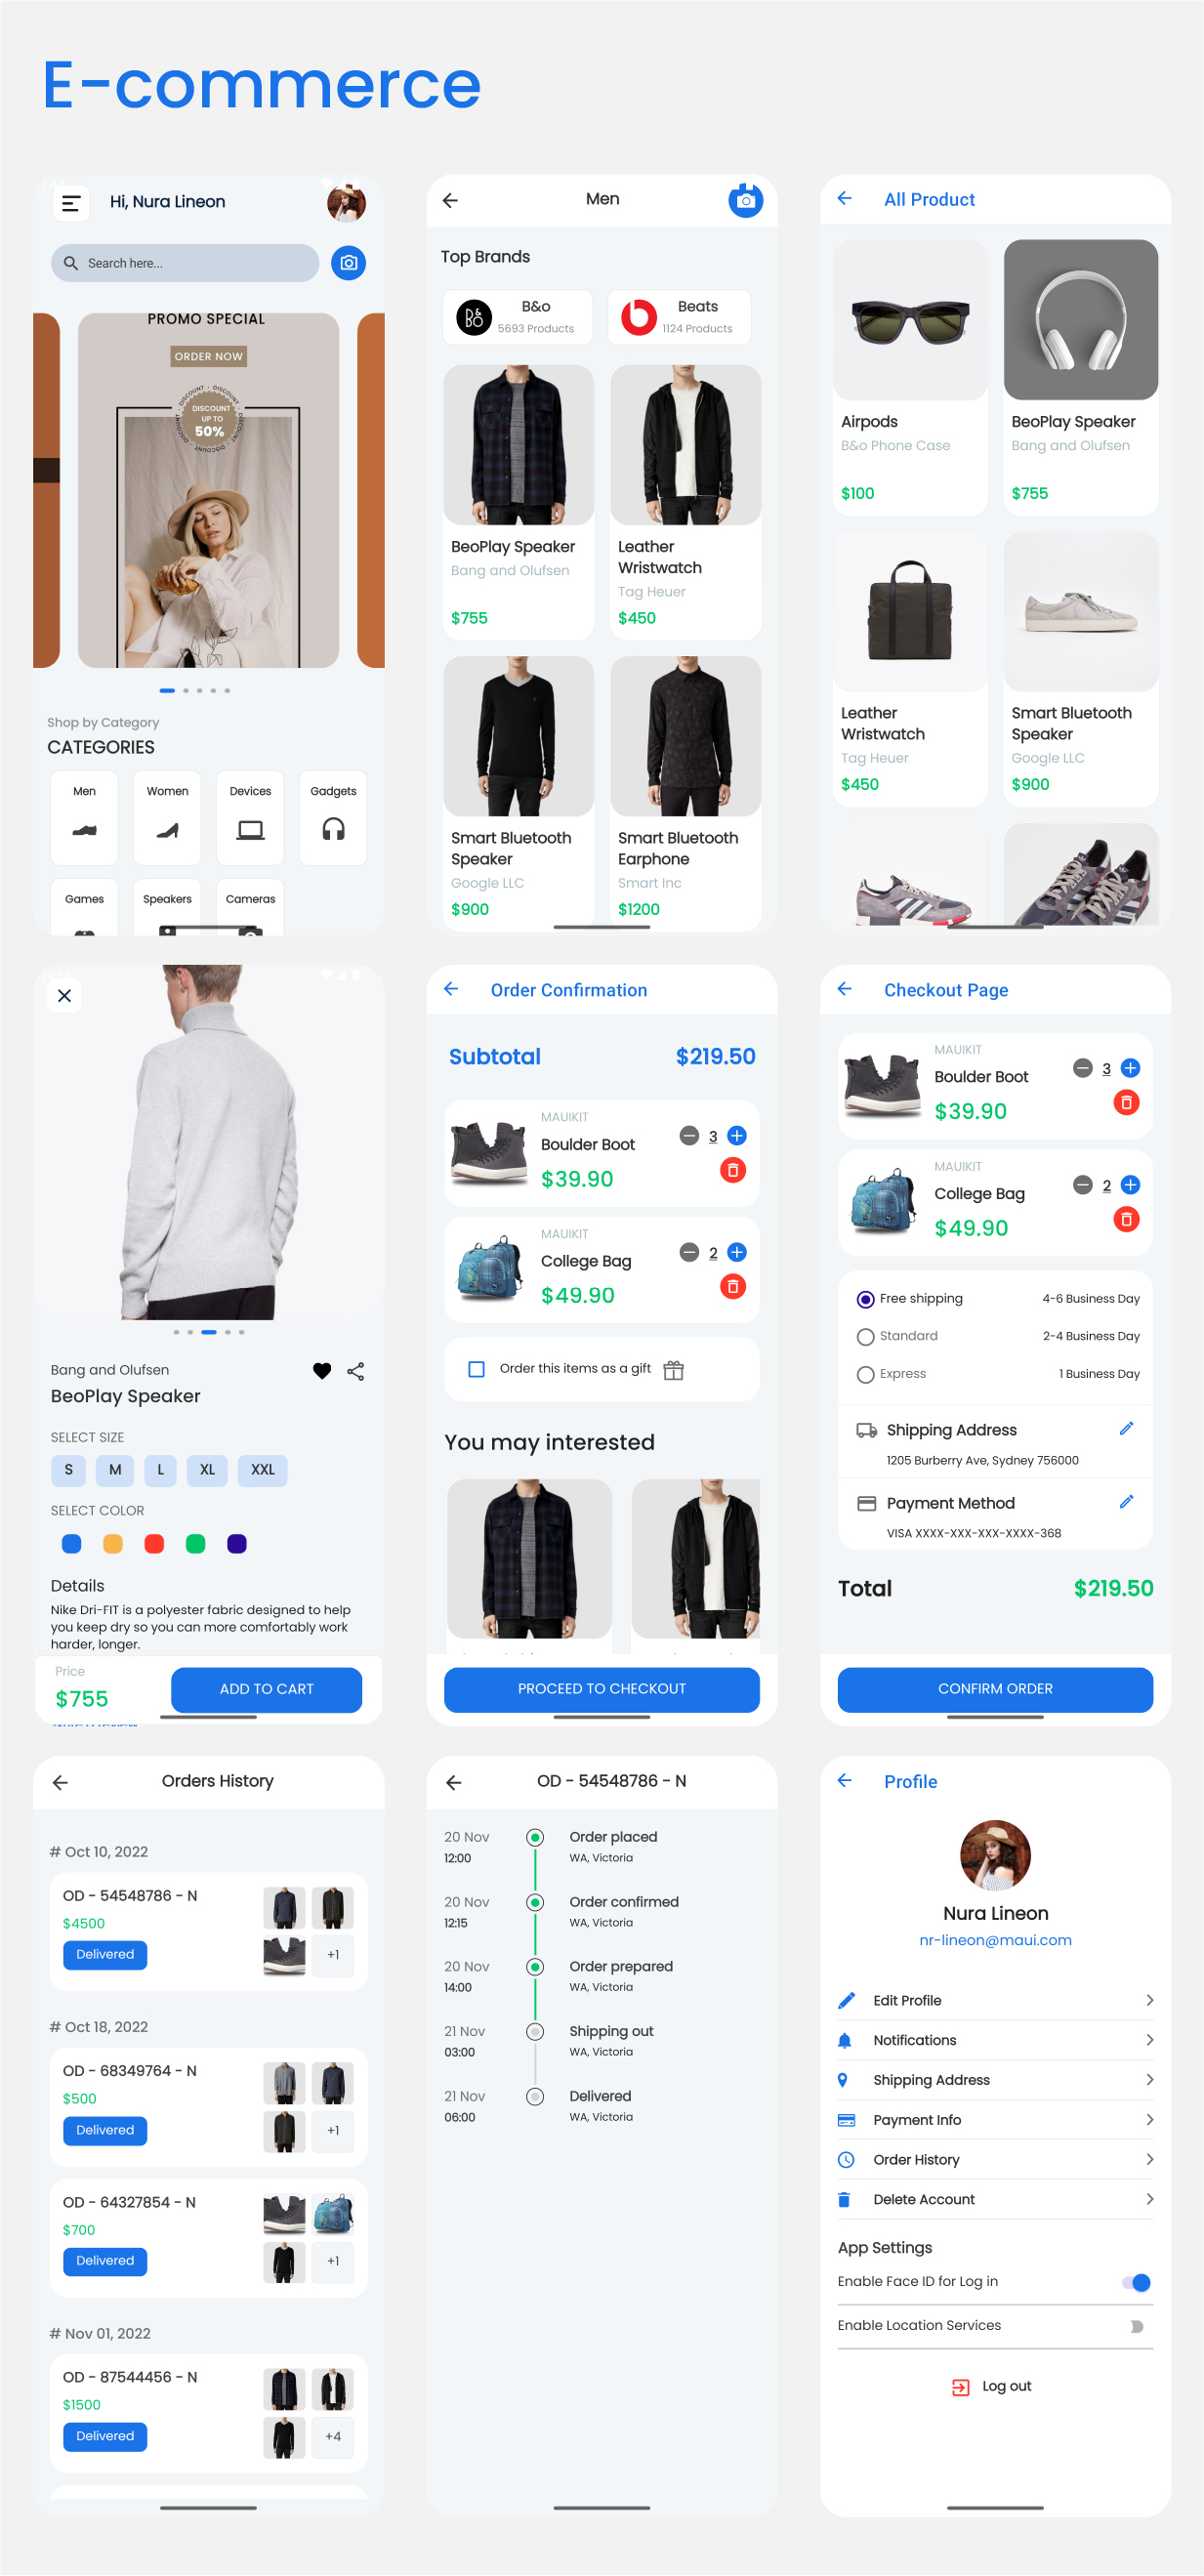 E-commerce
Hi, Nura Lineon
Search here...
PROMO SPECIAL
ORDER NOW
DISCOUNT · DISCOUNT · DISCOUNT · DISCOUNT
DISCOUNT
UP TO
50%
Shop by Category
CATEGORIES
Men Women Devices Gadgets
Games Speakers Cameras
Men
Top Brands
B&O
B&o
5693 Products
Beats
1124 Products
BeoPlay Speaker
Bang and Olufsen
$755
Leather
Wristwatch
Tag Heuer
$450
Smart Bluetooth
Speaker
Google LLC
$900
Smart Bluetooth
Earphone
Smart Inc
$1200
All Product
Airpods
B&o Phone Case
$100
BeoPlay Speaker
Bang and Olufsen
$755
Leather
Wristwatch
Tag Heuer
$450
Smart Bluetooth
Speaker
Google LLC
$900
Bang and Olufsen
BeoPlay Speaker
SELECT SIZE
S M L XL XXL
SELECT COLOR
Details
Nike Dri-FIT is a polyester fabric designed to help
you keep dry so you can more comfortably work
harder, longer.
Price
$755
ADD TO CART
Order Confirmation
Subtotal $219.50
MAUIKIT
Boulder Boot
3
$39.90
MAUIKIT
College Bag
2
$49.90
Order this items as a gift
You may interested
PROCEED TO CHECKOUT
Checkout Page
MAUIKIT
Boulder Boot
3
$39.90
MAUIKIT
College Bag
2
$49.90
Free shipping 4-6 Business Day
Standard 2-4 Business Day
Express 1 Business Day
Shipping Address
1205 Burberry Ave, Sydney 756000
Payment Method
VISA XXXX-XXX-XXX-XXXX-368
Total $219.50
CONFIRM ORDER
Orders History
# Oct 10, 2022
OD - 54548786 - N
$4500
Delivered
+1
# Oct 18, 2022
OD - 68349764 - N
$500
Delivered
+1
OD - 64327854 - N
$700
Delivered
+1
# Nov 01, 2022
OD - 87544456 - N
$1500
Delivered
+4
OD - 54548786 - N
20 Nov Order placed
12:00 WA, Victoria
20 Nov Order confirmed
12:15 WA, Victoria
20 Nov Order prepared
14:00 WA, Victoria
21 Nov Shipping out
03:00 WA, Victoria
21 Nov Delivered
06:00 WA, Victoria
Profile
Nura Lineon
nr-lineon@maui.com
Edit Profile
Notifications
Shipping Address
Payment Info
Order History
Delete Account
App Settings
Enable Face ID for Log in
Enable Location Services
Log out